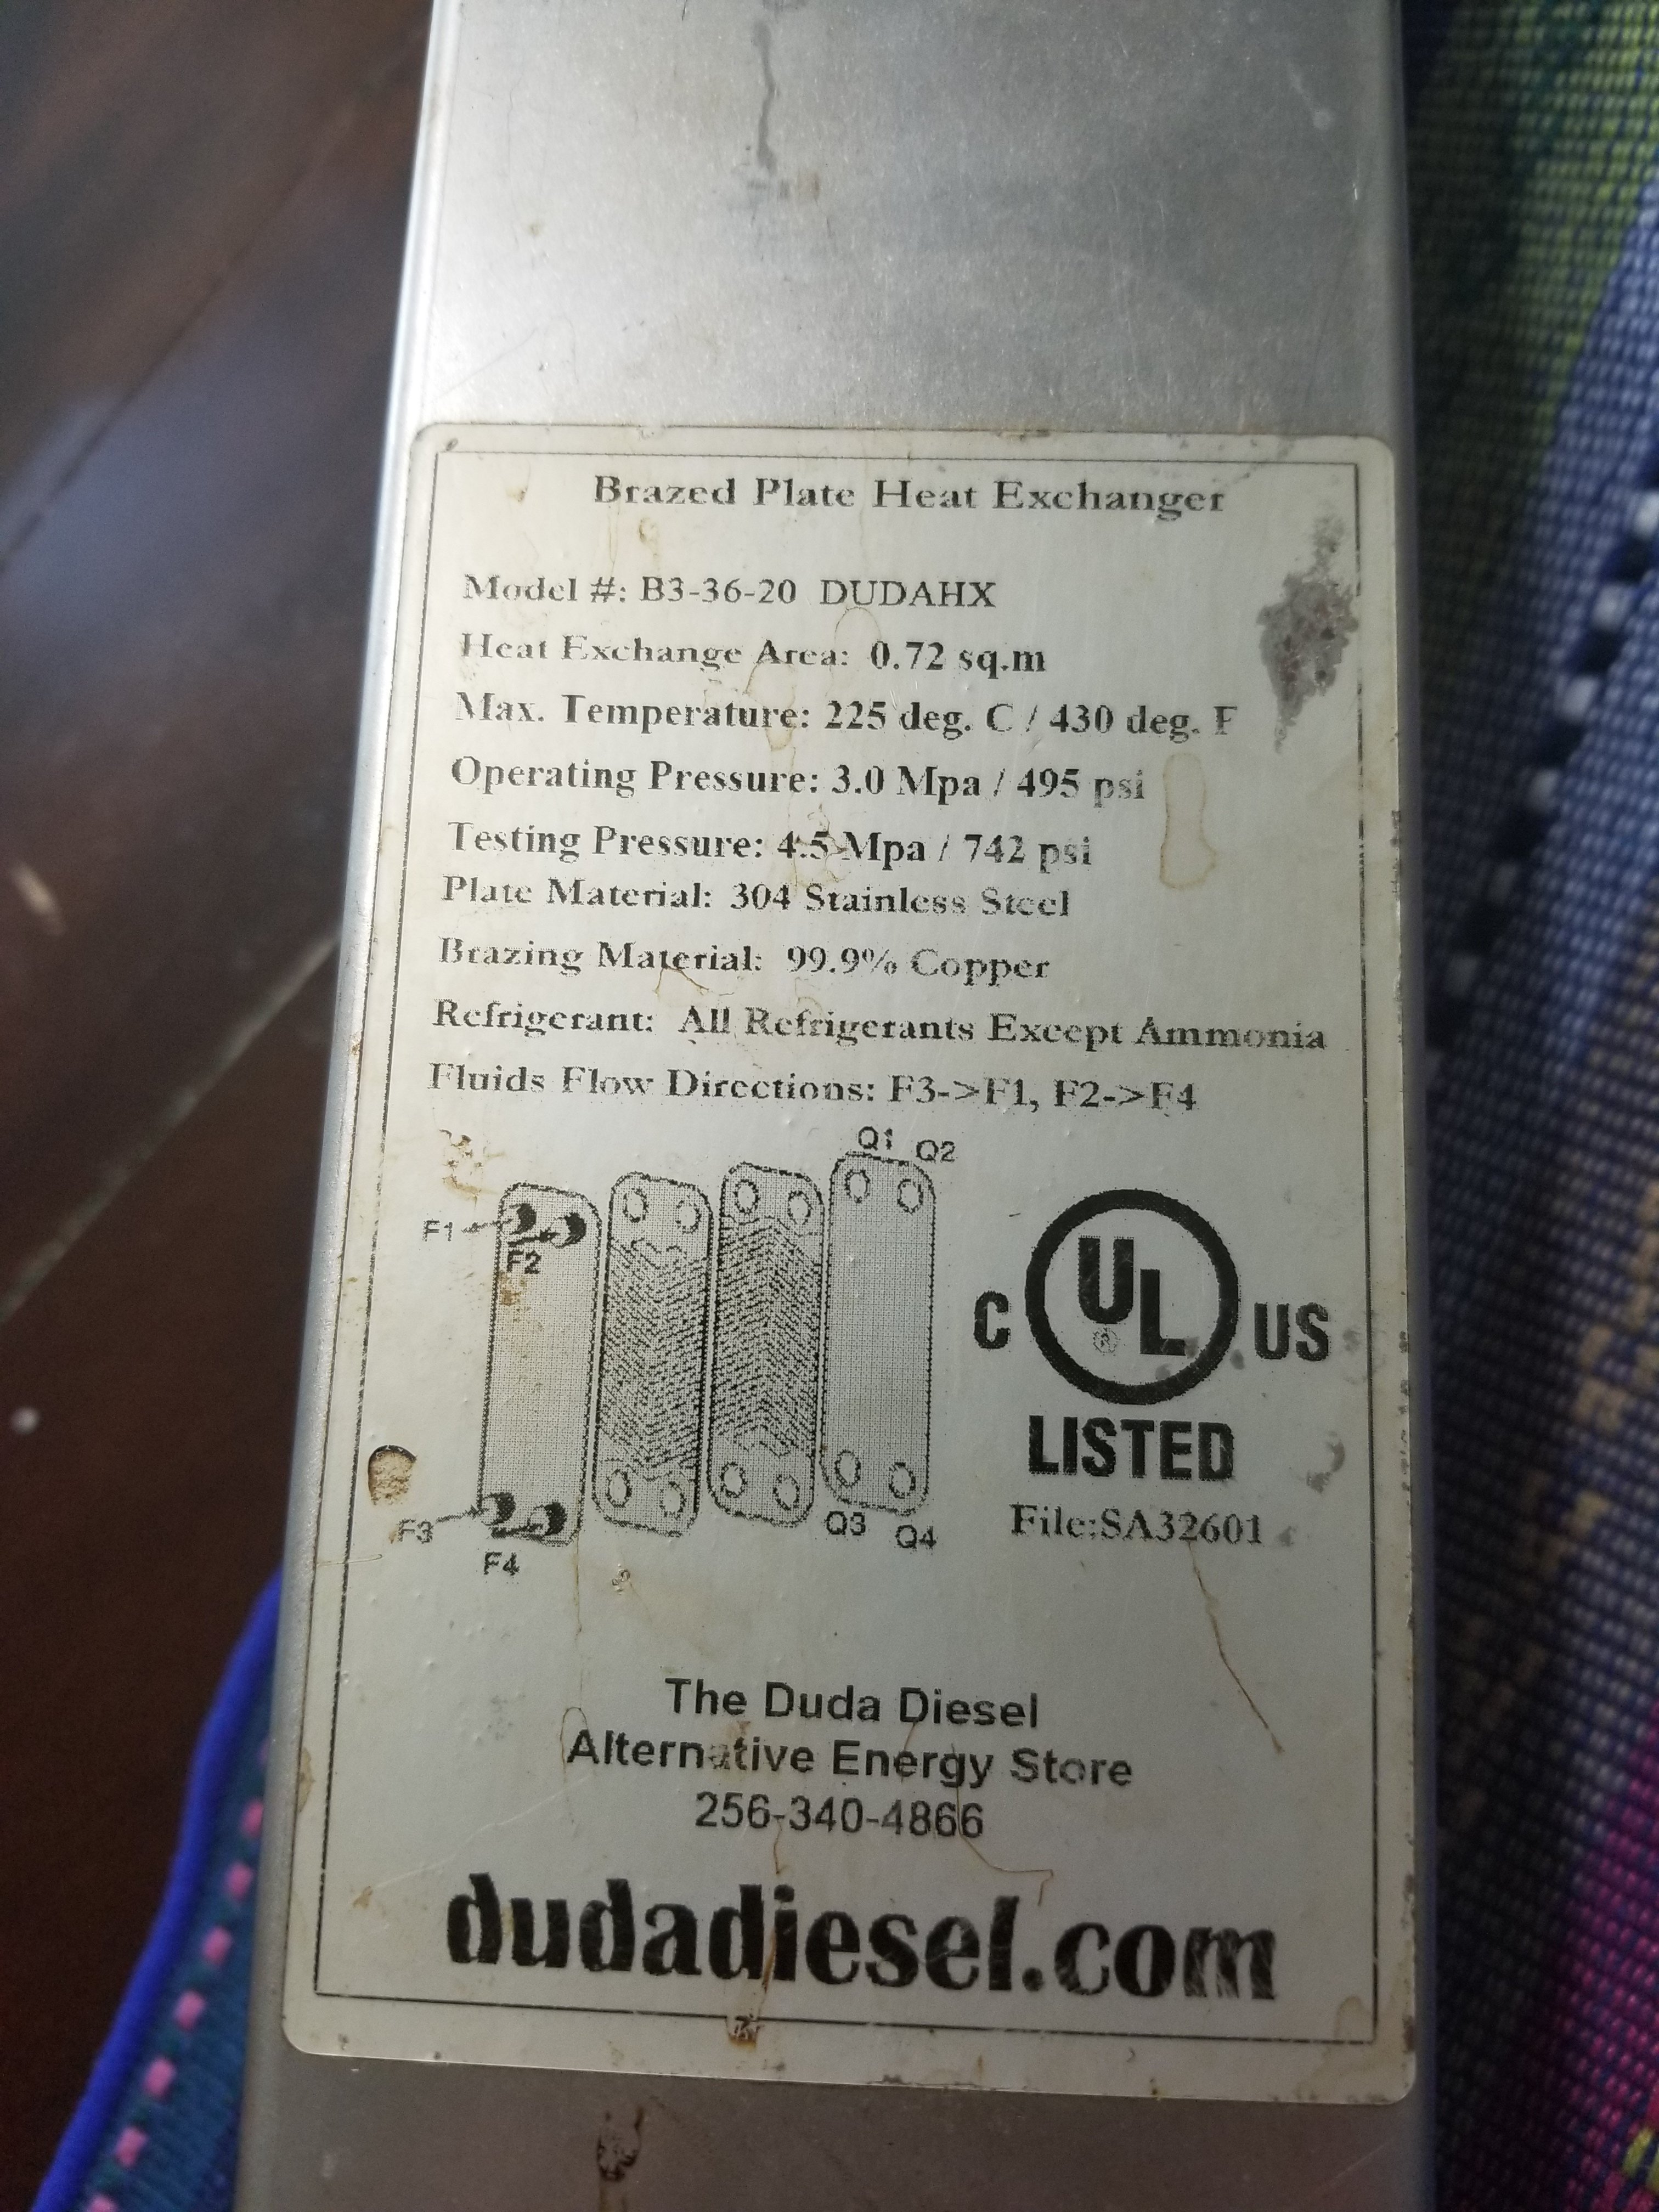 Brazed Plate Heat Exchanger
Model #: B3-36-20 DUDAHX
Heat Exchange Area: 0.72 sq.m
Max. Temperature: 225 deg. C / 430 deg. F
Operating Pressure: 3.0 Mpa / 495 psi
Testing Pressure: 4.5 Mpa / 742 psi
Plate Material: 304 Stainless Steel
Brazing Material: 99.9% Copper
Refrigerant: All Refrigerants Except Ammonia
Fluids Flow Directions: F3->F1, F2->F4
Q1 Q2
F1
F2
F3
F4
Q3 Q4
C UL ® US
LISTED
File:SA32601
The Duda Diesel
Alternative Energy Store
256-340-4866
dudadiesel.com